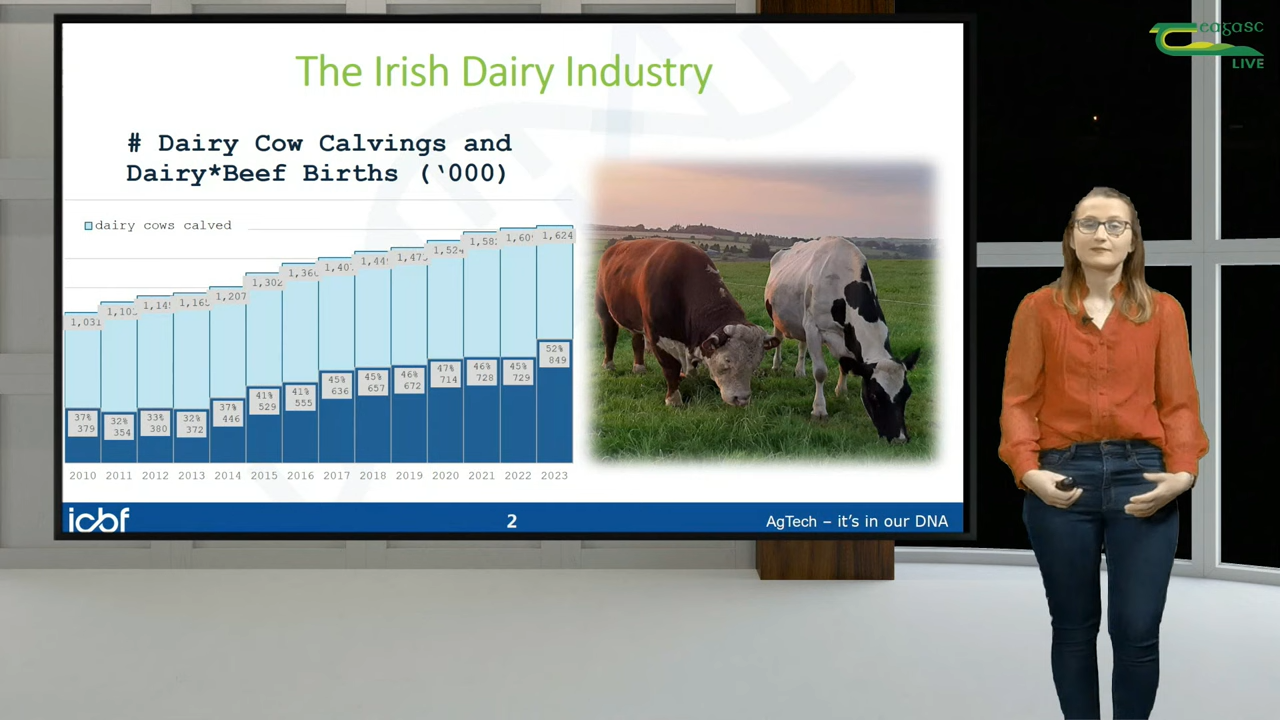 The Irish Dairy Industry
# Dairy Cow Calvings and
Dairy*Beef Births (‘000)
dairy cows calved
1,302
1,207
1,624
37% 379
32% 354
33% 380
32% 372
37% 446
41% 529
41% 555
45% 636
45% 657
46% 672
47% 714
46% 728
45% 729
52% 849
2010 2011 2012 2013 2014 2015 2016 2017 2018 2019 2020 2021 2022 2023
icbf
2
AgTech – it’s in our DNA
eagasc
LIVE